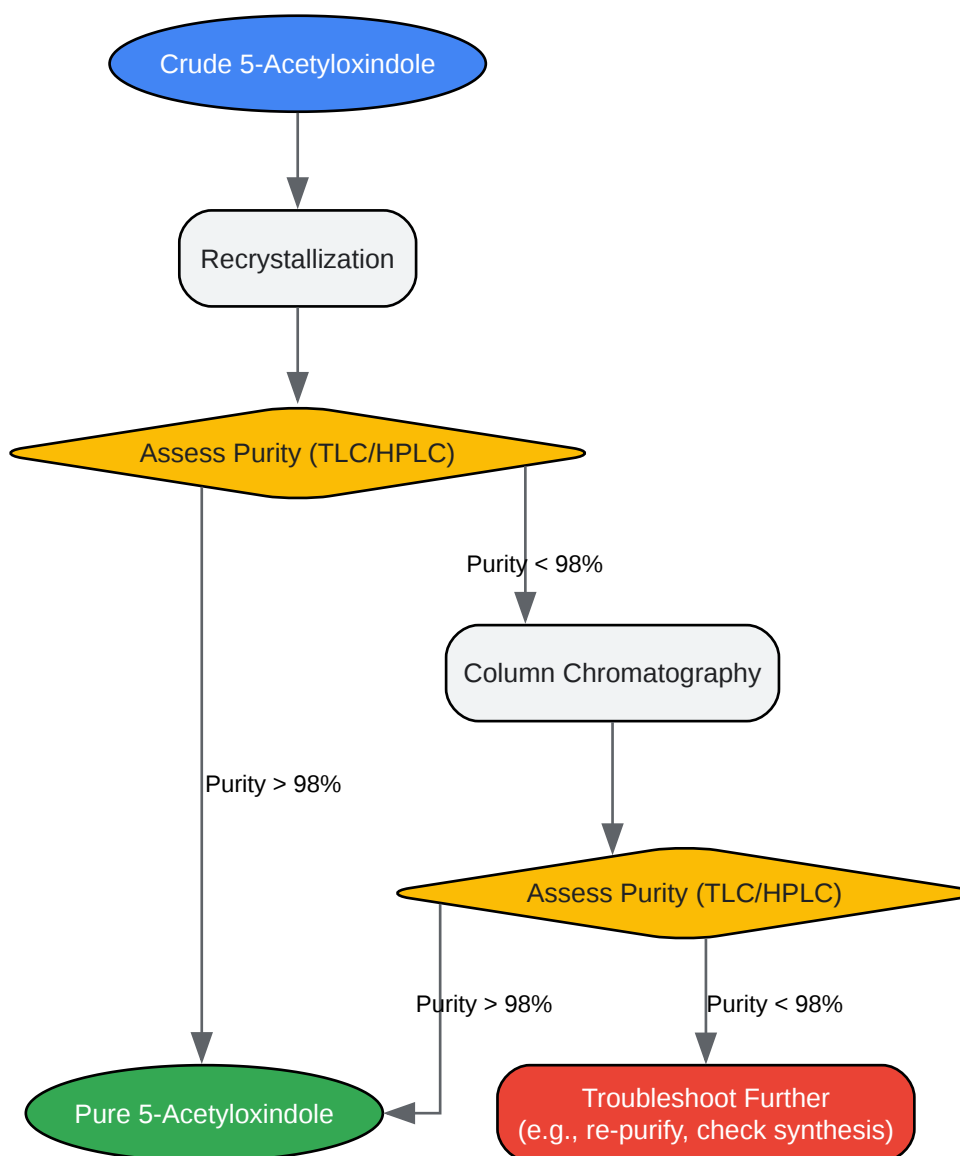 Crude 5-Acetyloxindole
Recrystallization
Assess Purity (TLC/HPLC)
Purity < 98%
Column Chromatography
Purity > 98%
Assess Purity (TLC/HPLC)
Purity > 98%
Purity < 98%
Pure 5-Acetyloxindole
Troubleshoot Further
(e.g., re-purify, check synthesis)